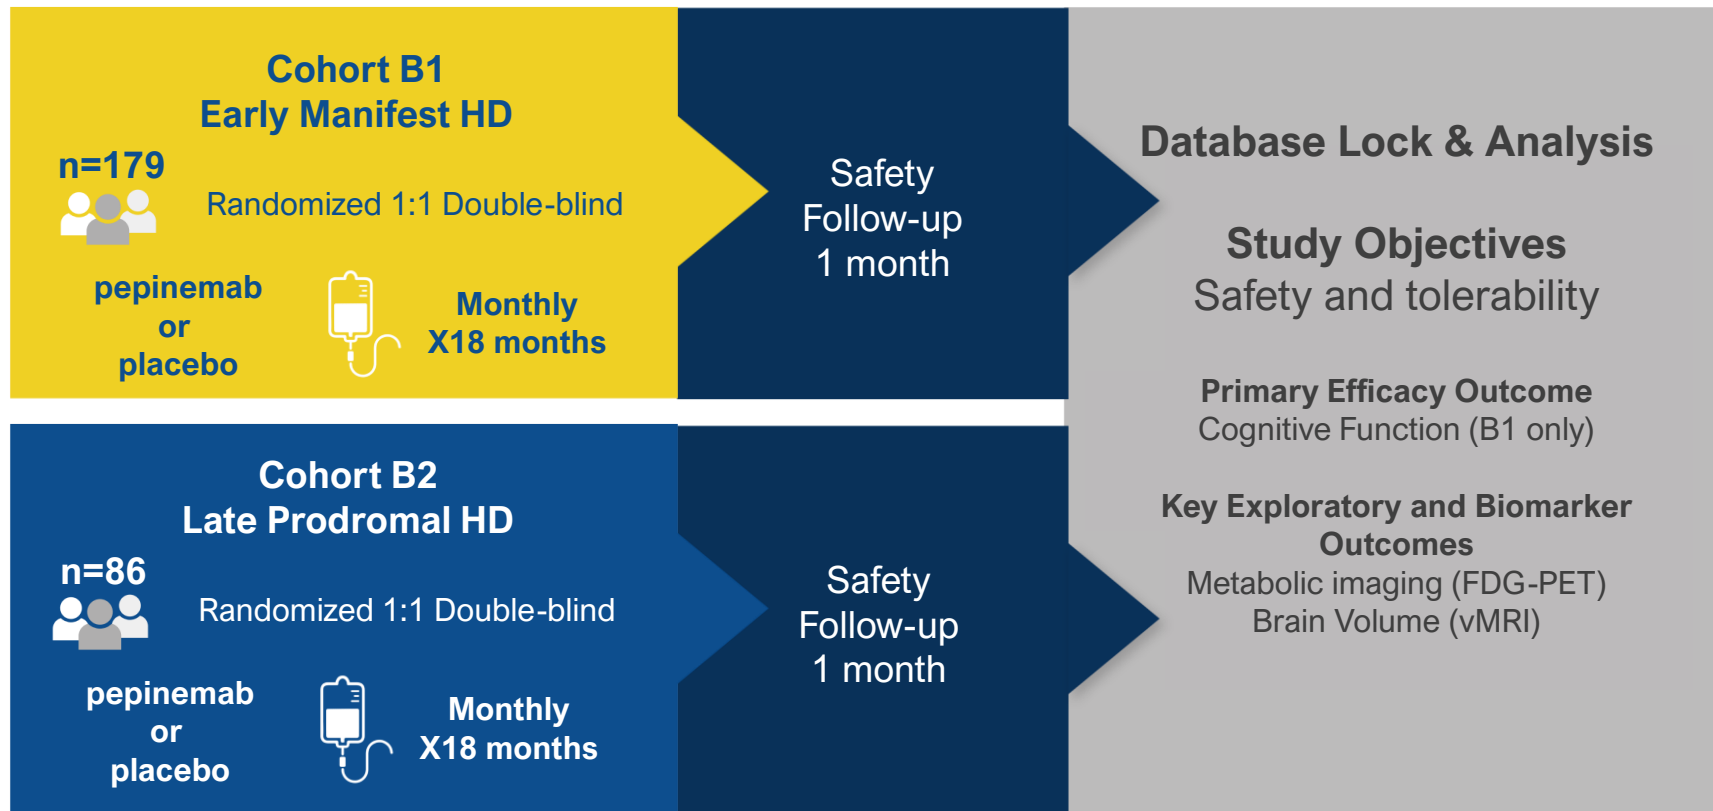 Cohort B1
Early Manifest HD
n=179
Randomized 1:1 Double-blind
pepinemab
or
placebo
Monthly
X18 months
Safety
Follow-up
1 month
Cohort B2
Late Prodromal HD
n=86
Randomized 1:1 Double-blind
pepinemab
or
placebo
Monthly
X18 months
Safety
Follow-up
1 month
Database Lock & Analysis
Study Objectives
Safety and tolerability
Primary Efficacy Outcome
Cognitive Function (B1 only)
Key Exploratory and Biomarker
Outcomes
Metabolic imaging (FDG-PET)
Brain Volume (vMRI)